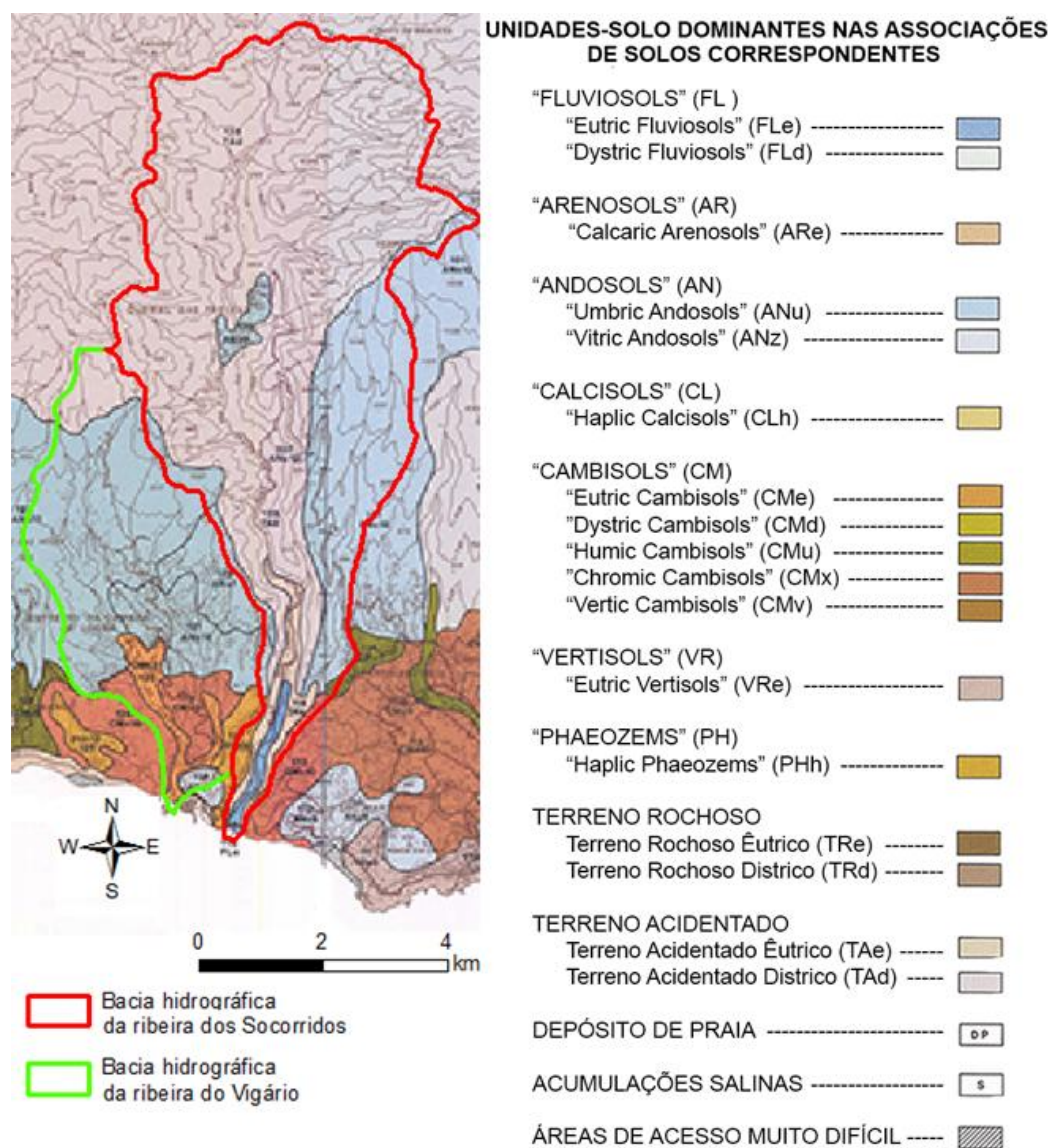 UNIDADES-SOLO DOMINANTES NAS ASSOCIAÇÕES
DE SOLOS CORRESPONDENTES
“FLUVIOSOLS” (FL )
“Eutric Fluviosols” (FLe) --------------------
“Dystric Fluviosols” (FLd) -----------------
“ARENOSOLS” (AR)
“Calcaric Arenosols” (ARe) --------------
“ANDOSOLS” (AN)
“Umbric Andosols” (ANu) -----------------
“Vitric Andosols” (ANz) --------------------
“CALCISOLS” (CL)
“Haplic Calcisols” (CLh) -------------------
“CAMBISOLS” (CM)
“Eutric Cambisols” (CMe) ----------------
”Dystric Cambisols” (CMd) --------------
“Humic Cambisols” (CMu) --------------
“Chromic Cambisols” (CMx) ------------
“Vertic Cambisols” (CMv) ---------------
“VERTISOLS” (VR)
“Eutric Vertisols” (VRe) --------------------
“PHAEOZEMS” (PH)
“Haplic Phaeozems” (PHh) --------------
TERRENO ROCHOSO
Terreno Rochoso Êutrico (TRe) --------
Terreno Rochoso Districo (TRd) -------
TERRENO ACIDENTADO
Terreno Acidentado Êutrico (TAe) ------
Terreno Acidentado Districo (TAd) -----
DEPÓSITO DE PRAIA ------------------------ D P
ACUMULAÇÕES SALINAS ------------------- S
ÁREAS DE ACESSO MUITO DIFÍCIL -----
N
W E
S
0 2 4
km
Bacia hidrográfica
da ribeira dos Socorridos
Bacia hidrográfica
da ribeira do Vigário